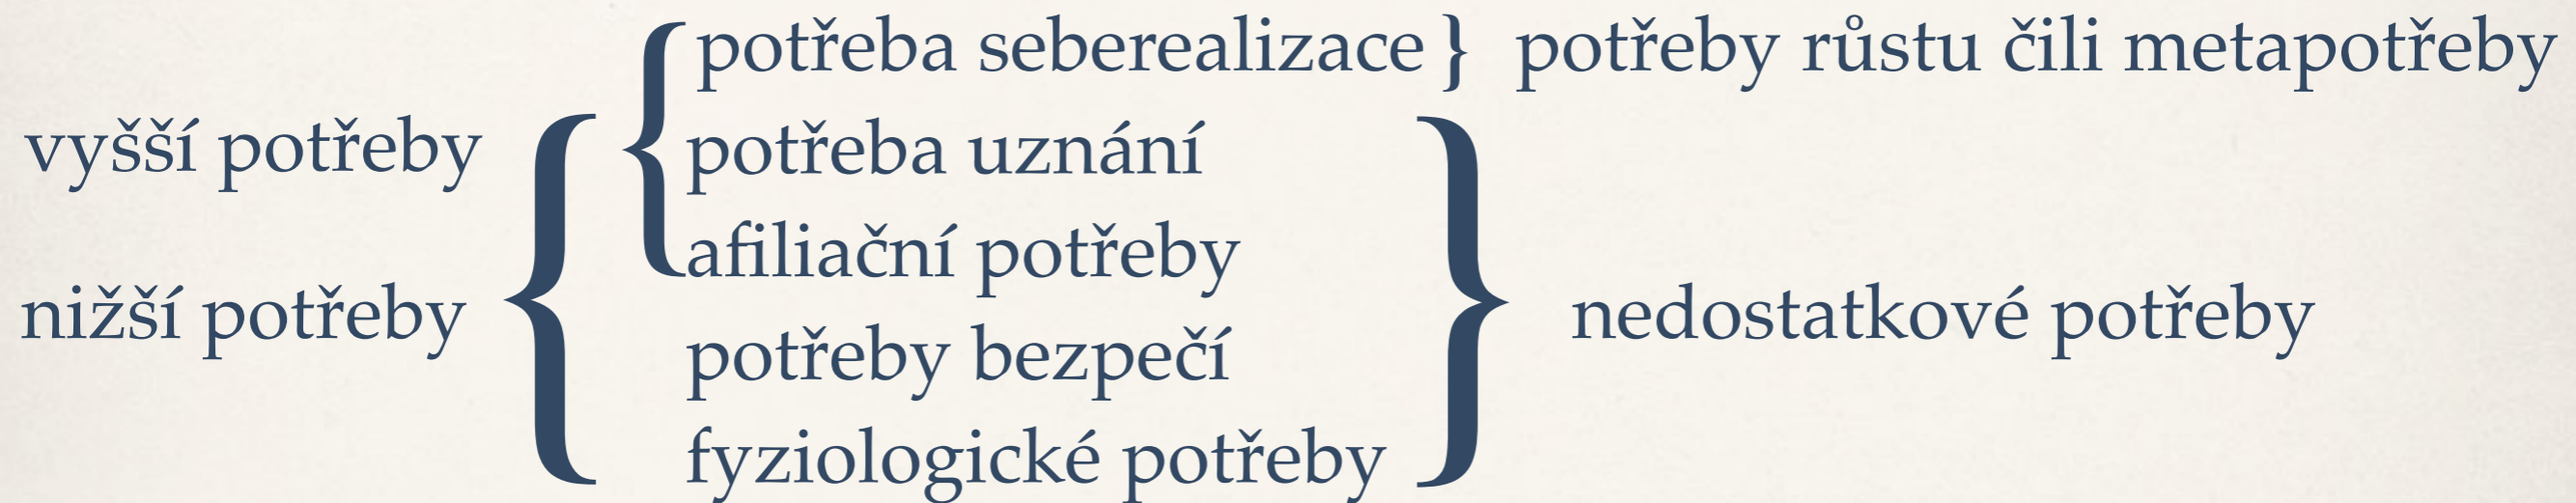 potřeba seberealizace } potřeby růstu čili metapotřeby
vyšší potřeby { { potřeba uznání
afiliační potřeby
nižší potřeby } nedostatkové potřeby
potřeby bezpečí
fyziologické potřeby